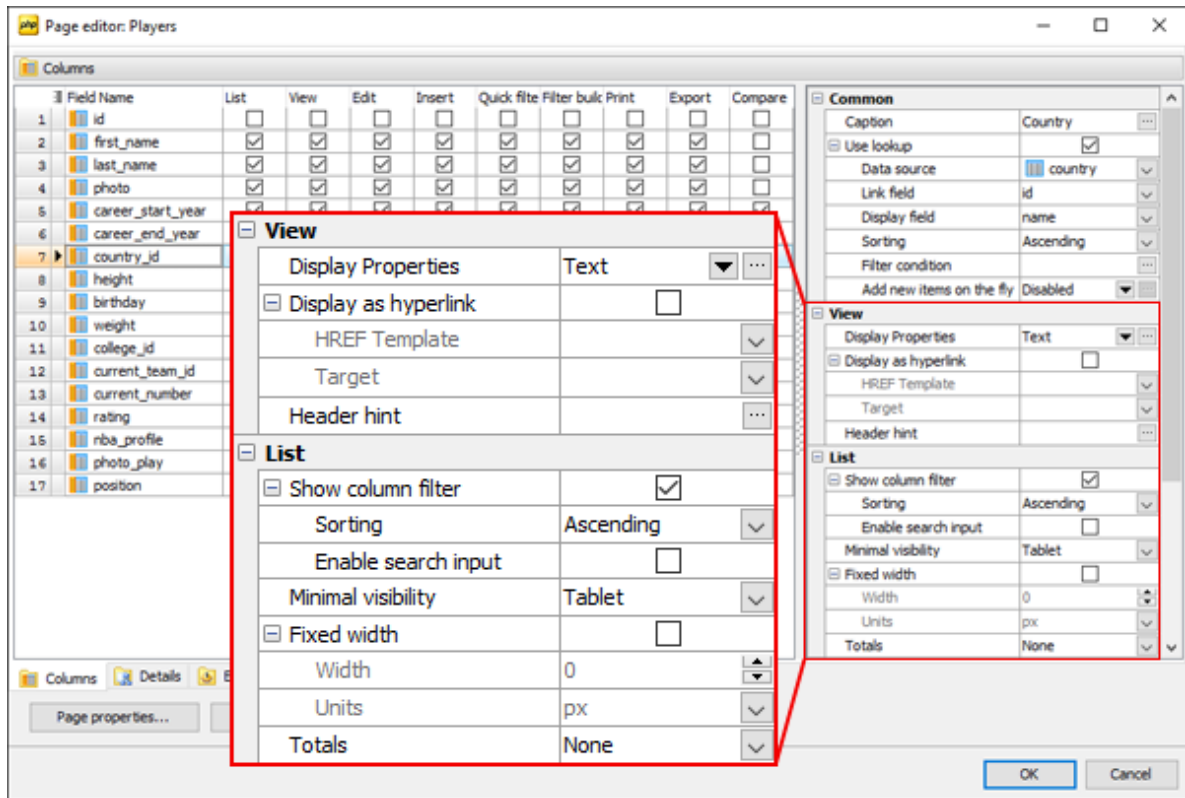 Page editor: Players
Columns
Field Name List View Edit Insert Quick filte Filter builc Print Export Compare
1 id
2 first_name
3 last_name
4 photo
5 career_start_year
6 career_end_year
7 country_id
8 height
9 birthday
10 weight
11 college_id
12 current_team_id
13 current_number
14 rating
15 nba_profile
16 photo_play
17 position
View
Display Properties Text
Display as hyperlink
HREF Template
Target
Header hint
List
Show column filter
Sorting Ascending
Enable search input
Minimal visibility Tablet
Fixed width
Width 0
Units px
Totals None
Common
Caption Country
Use lookup
Data source country
Link field id
Display field name
Sorting Ascending
Filter condition
Add new items on the fly Disabled
View
Display Properties Text
Display as hyperlink
HREF Template
Target
Header hint
List
Show column filter
Sorting Ascending
Enable search input
Minimal visibility Tablet
Fixed width
Width 0
Units px
Totals None
Columns Details E
Page properties...
OK Cancel